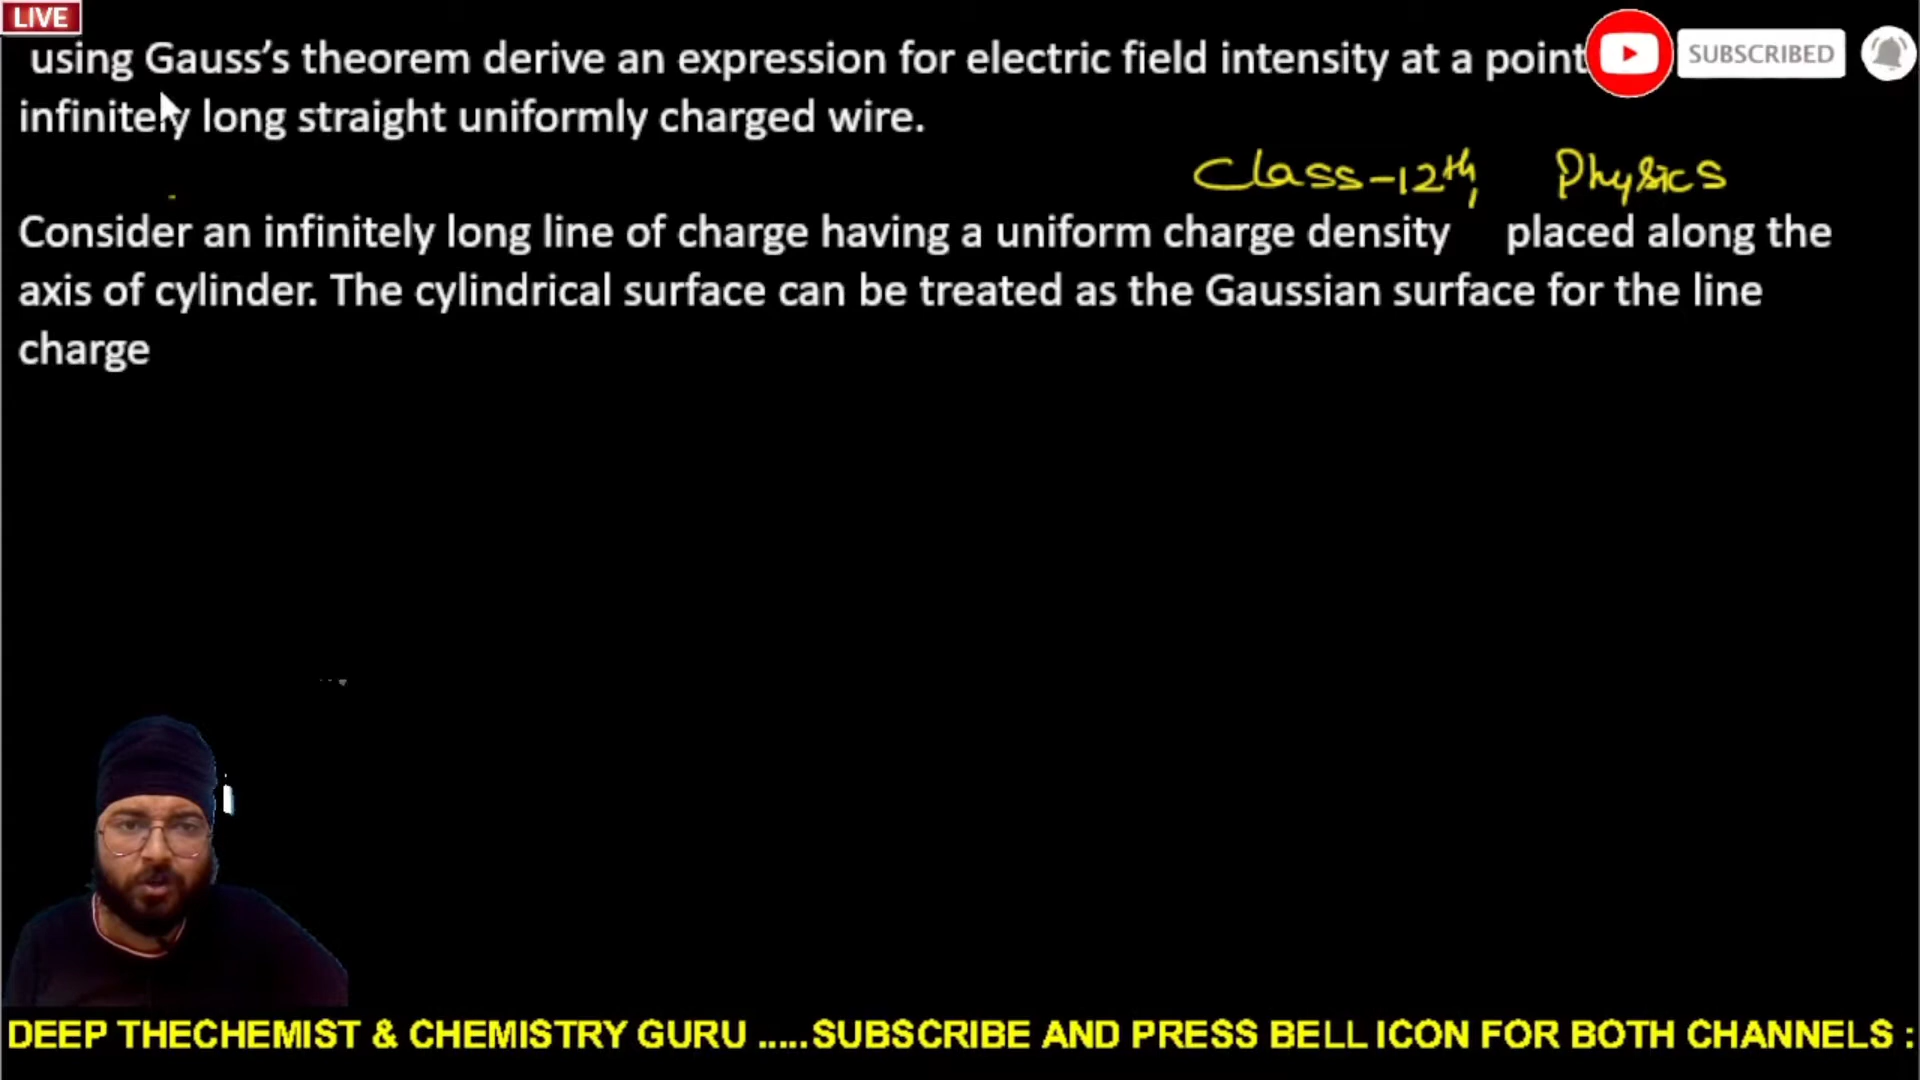 LIVE
using Gauss's theorem derive an expression for electric field intensity at a point
SUBSCRIBED
infinitely long straight uniformly charged wire.
Class-12th, Physics
Consider an infinitely long line of charge having a uniform charge density placed along the
axis of cylinder. The cylindrical surface can be treated as the Gaussian surface for the line
charge
DEEP THECHEMIST & CHEMISTRY GURU .....SUBSCRIBE AND PRESS BELL ICON FOR BOTH CHANNELS :